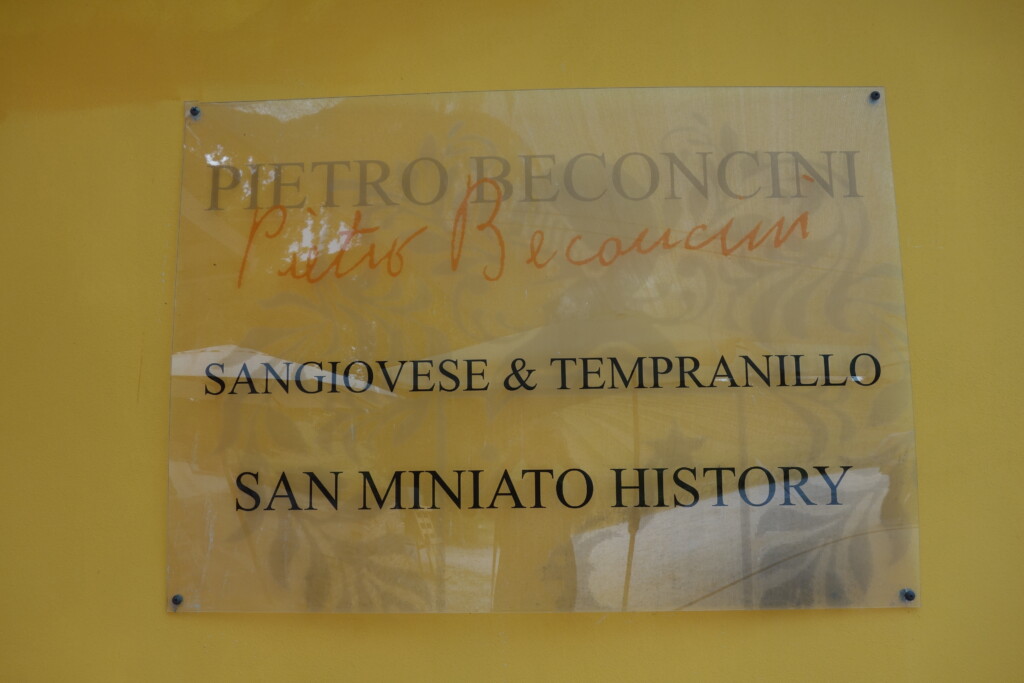 PIETRO BECONCINI
Pietro Beconcini
SANGIOVESE & TEMPRANILLO
SAN MINIATO HISTORY